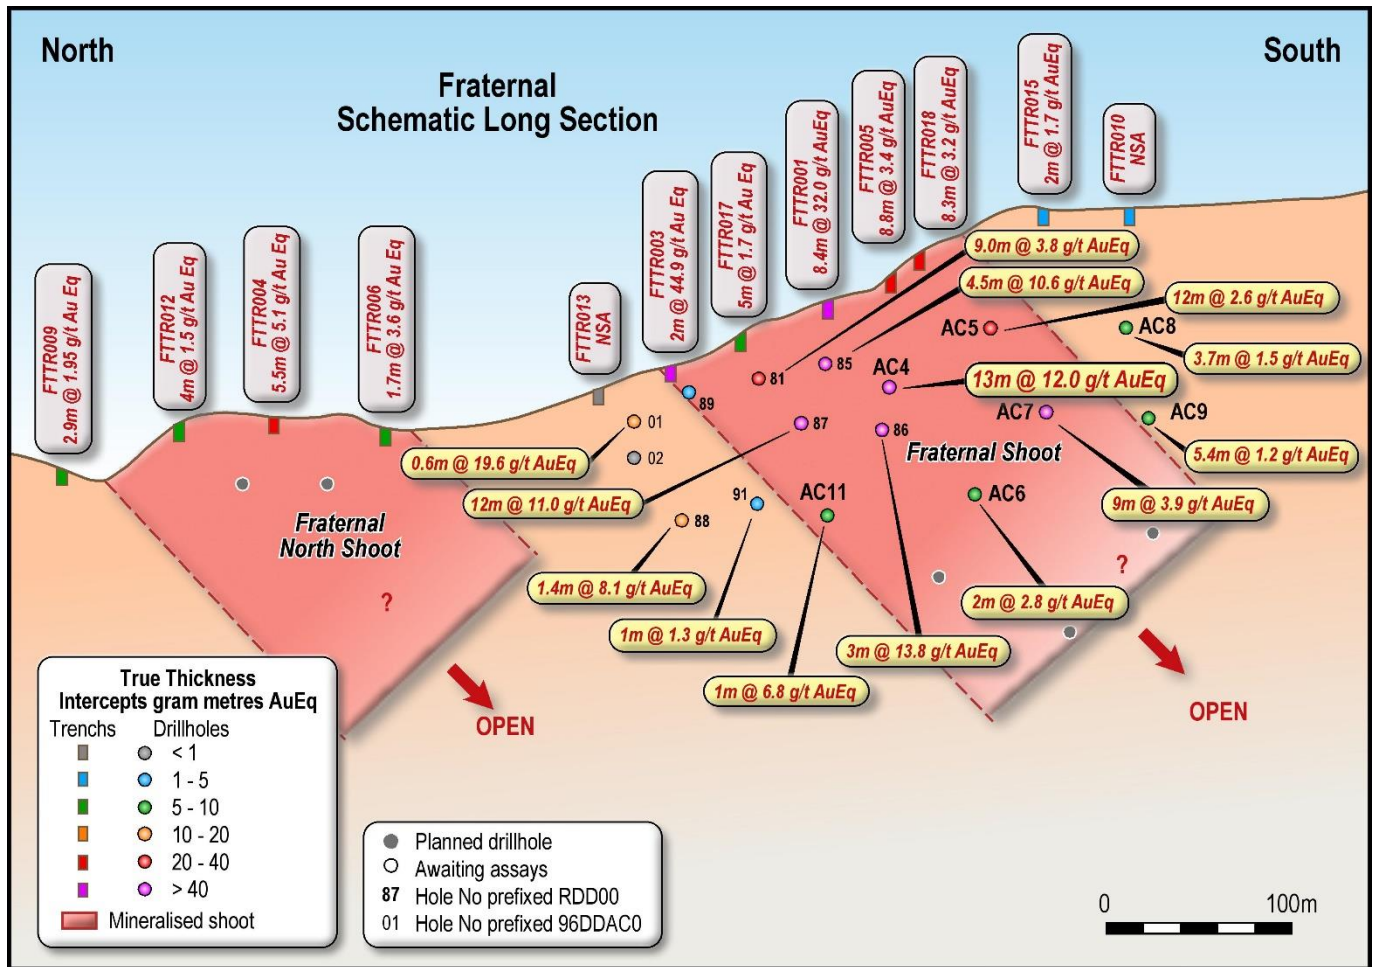 North
South
Fraternal
Schematic Long Section
FTTR009
2.9m @ 1.95 g/t Au Eq
FTTR012
4m @ 1.5 g/t Au Eq
FTTR004
5.5m @ 5.1 g/t Au Eq
FTTR006
1.7m @ 3.6 g/t Au Eq
FTTR013
NSA
FTTR003
2m @ 44.9 g/t Au Eq
FTTR017
5m @ 1.7 g/t Au Eq
FTTR001
8.4m @ 32.0 g/t AuEq
FTTR005
8.8m @ 3.4 g/t AuEq
FTTR018
8.3m @ 3.2 g/t AuEq
FTTR015
2m @ 1.7 g/t AuEq
FTTR010
NSA
9.0m @ 3.8 g/t AuEq
4.5m @ 10.6 g/t AuEq
12m @ 2.6 g/t AuEq
AC5
AC8
3.7m @ 1.5 g/t AuEq
85
81
AC4
13m @ 12.0 g/t AuEq
89
AC7
AC9
01
87
86
Fraternal Shoot
5.4m @ 1.2 g/t AuEq
0.6m @ 19.6 g/t AuEq
02
12m @ 11.0 g/t AuEq
91
AC11
AC6
9m @ 3.9 g/t AuEq
88
Fraternal
North Shoot
?
?
1.4m @ 8.1 g/t AuEq
2m @ 2.8 g/t AuEq
1m @ 1.3 g/t AuEq
3m @ 13.8 g/t AuEq
1m @ 6.8 g/t AuEq
OPEN
OPEN
True Thickness
Intercepts gram metres AuEq
Trenchs Drillholes
< 1
1 - 5
5 - 10
10 - 20
20 - 40
> 40
Mineralised shoot
Planned drillhole
Awaiting assays
87 Hole No prefixed RDD00
01 Hole No prefixed 96DDAC0
0 100m